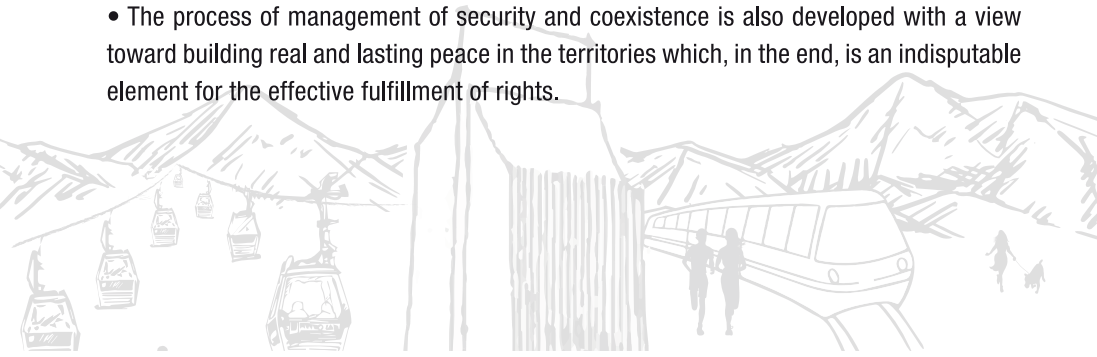 • The process of management of security and coexistence is also developed with a view
toward building real and lasting peace in the territories which, in the end, is an indisputable
element for the effective fulfillment of rights.